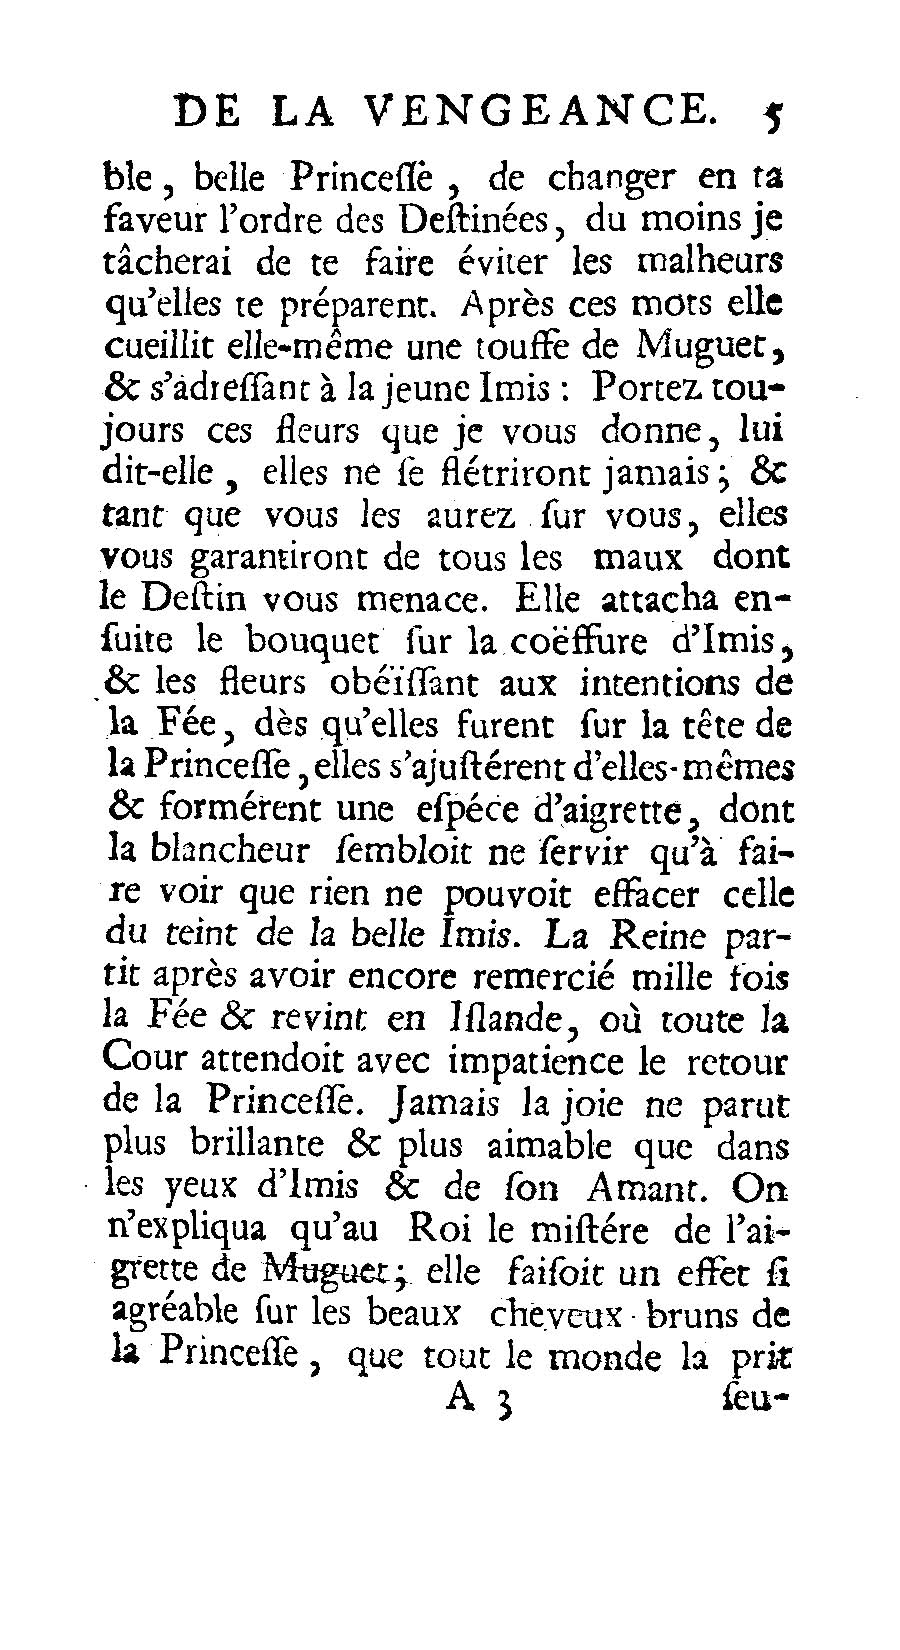 DE LA VENGEANCE. 5
ble, belle Princeſſe, de changer en ta
faveur l'ordre des Deſtinées, du moins je
tâcherai de te faire éviter les malheurs
qu'elles te préparent. Après ces mots elle
cueillit elle-même une touffe de Muguet,
& s'adreſſant à la jeune Imis : Portez tou-
jours ces fleurs que je vous donne, lui
dit-elle, elles ne ſe flétriront jamais; &
tant que vous les aurez ſur vous, elles
vous garantiront de tous les maux dont
le Deſtin vous menace. Elle attacha en-
ſuite le bouquet ſur la coëffure d'Imis,
& les fleurs obéïſſant aux intentions de
la Fée, dès qu'elles furent ſur la tête de
la Princeſſe, elles s'ajuſtérent d'elles-mêmes
& formérent une eſpéce d'aigrette, dont
la blancheur ſembloit ne ſervir qu'à fai-
re voir que rien ne pouvoit effacer celle
du teint de la belle Imis. La Reine par-
tit après avoir encore remercié mille fois
la Fée & revint en Iſlande, où toute la
Cour attendoit avec impatience le retour
de la Princeſſe. Jamais la joie ne parut
plus brillante & plus aimable que dans
les yeux d'Imis & de ſon Amant. On
n'expliqua qu'au Roi le miſtére de l'ai-
grette de Muguet; elle faiſoit un effet ſi
agréable ſur les beaux cheveux bruns de
la Princeſſe, que tout le monde la prit
A 3 ſeu-